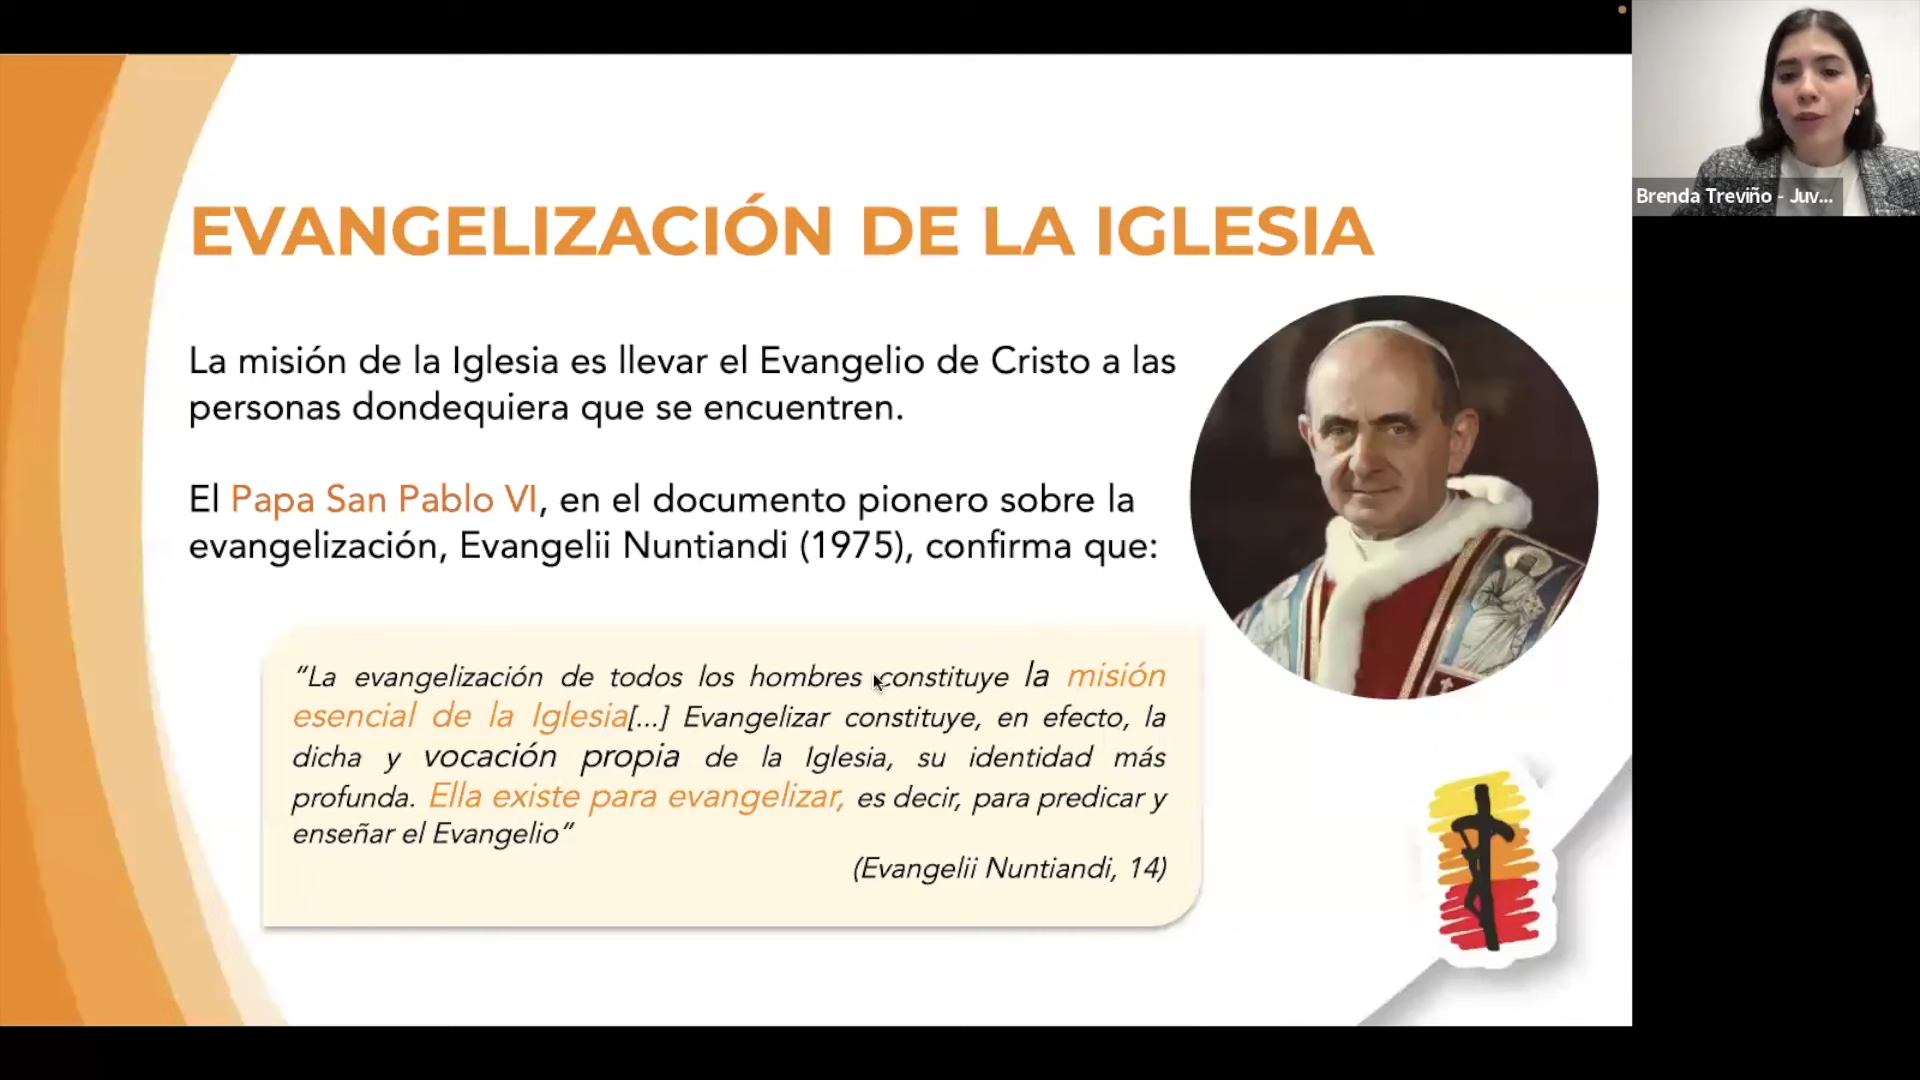 EVANGELIZACIÓN DE LA IGLESIA
La misión de la Iglesia es llevar el Evangelio de Cristo a las
personas dondequiera que se encuentren.
El Papa San Pablo VI, en el documento pionero sobre la
evangelización, Evangelii Nuntiandi (1975), confirma que:
“La evangelización de todos los hombres constituye la misión
esencial de la Iglesia[...] Evangelizar constituye, en efecto, la
dicha y vocación propia de la Iglesia, su identidad más
profunda. Ella existe para evangelizar, es decir, para predicar y
enseñar el Evangelio”
(Evangelii Nuntiandi, 14)
Brenda Treviño - Juv...